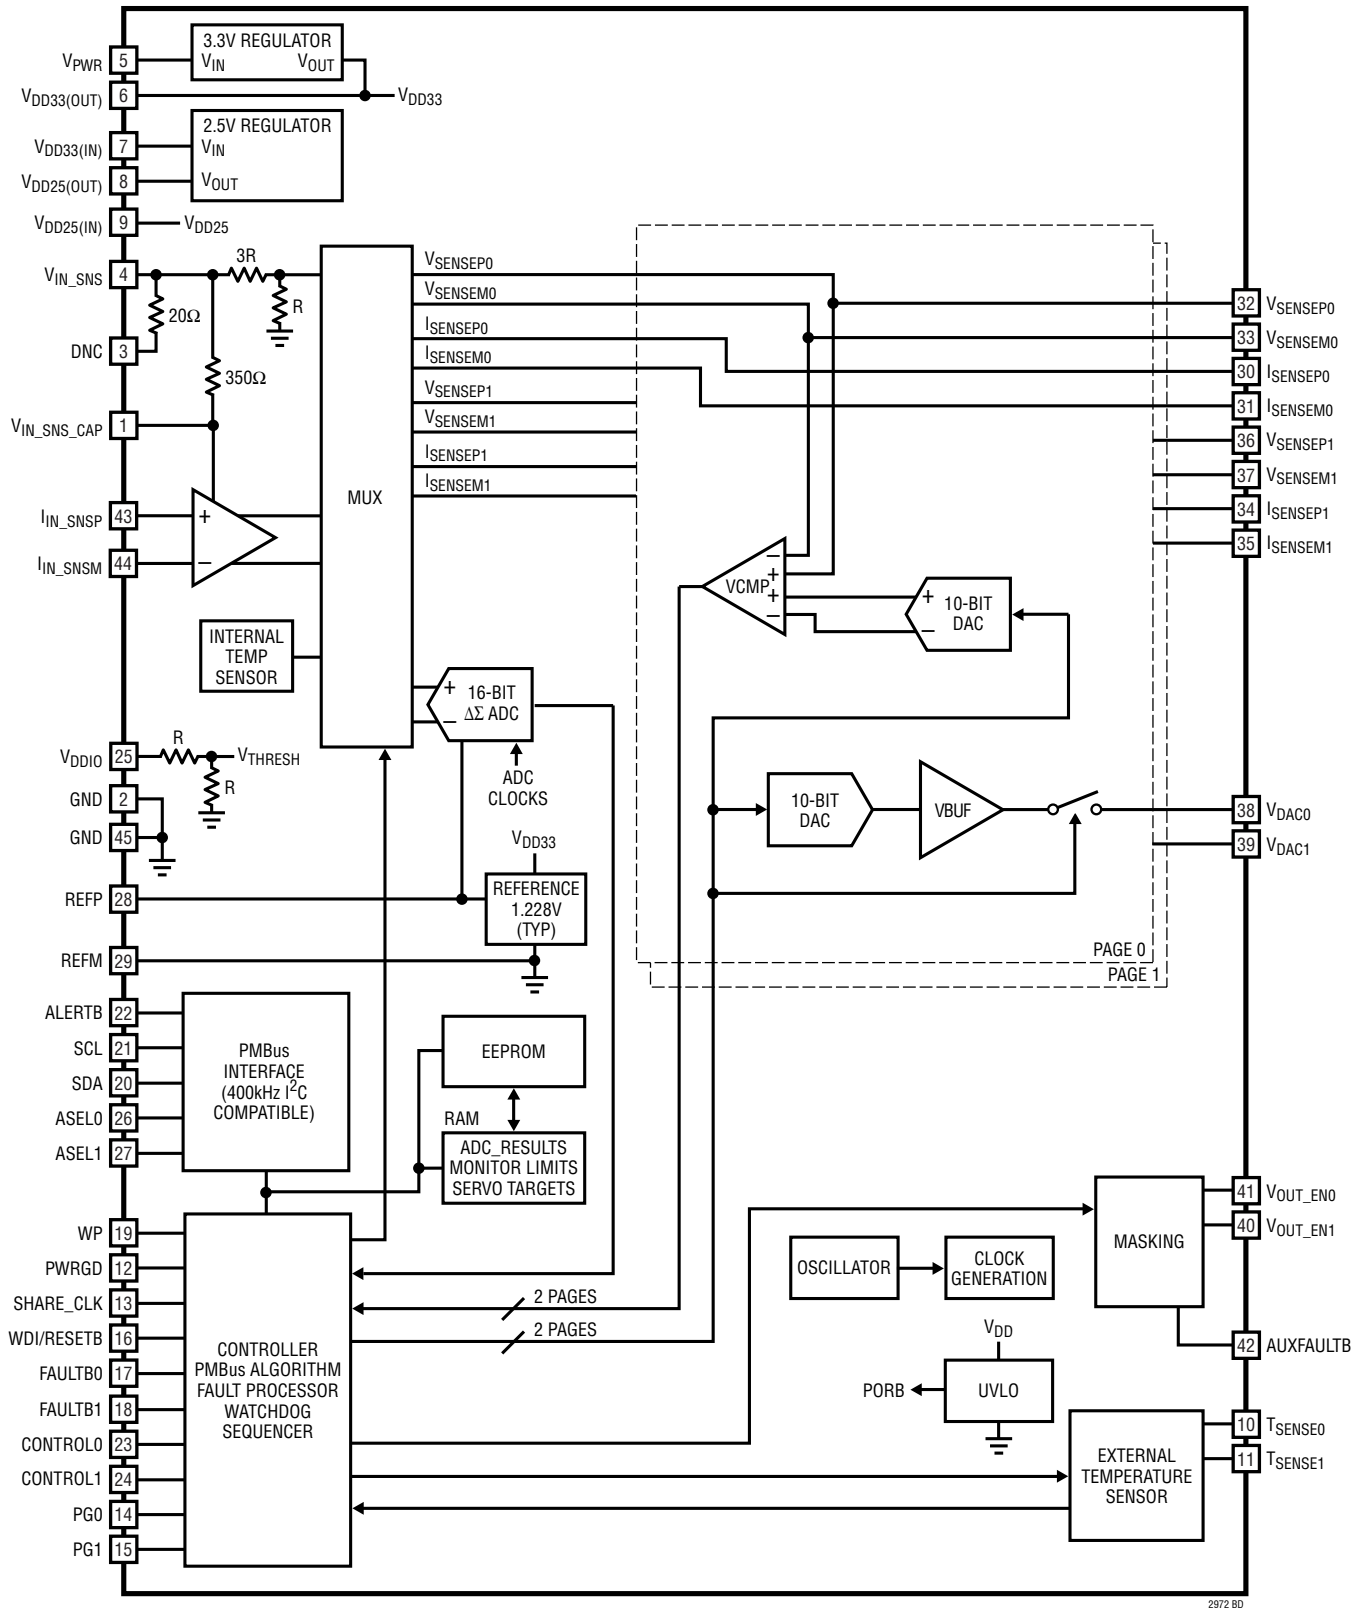 3.3V REGULATOR
VIN VOUT
VPWR 5
VDD33(OUT) 6
VDD33
2.5V REGULATOR
VIN
VOUT
VDD33(IN) 7
VDD25(OUT) 8
VDD25(IN) 9
VDD25
VIN_SNS 4
3R
R
20Ω
DNC 3
350Ω
VIN_SNS_CAP 1
IIN_SNSP 43
+
IIN_SNSM 44
–
MUX
VSENSEP0
VSENSEM0
ISENSEP0
ISENSEM0
VSENSEP1
VSENSEM1
ISENSEP1
ISENSEM1
32 VSENSEP0
33 VSENSEM0
30 ISENSEP0
31 ISENSEM0
36 VSENSEP1
37 VSENSEM1
34 ISENSEP1
35 ISENSEM1
VCMP
–
+
+
–
+
–
10-BIT
DAC
INTERNAL
TEMP
SENSOR
+
–
16-BIT
ΔΣ ADC
ADC
CLOCKS
VDDIO 25
R
VTHRESH
R
GND 2
GND 45
10-BIT
DAC
VBUF
38 VDAC0
39 VDAC1
VDD33
REFERENCE
1.228V
(TYP)
REFP 28
REFM 29
PAGE 0
PAGE 1
ALERTB 22
SCL 21
SDA 20
ASEL0 26
ASEL1 27
PMBus
INTERFACE
(400kHz I2C
COMPATIBLE)
EEPROM
RAM
ADC_RESULTS
MONITOR LIMITS
SERVO TARGETS
WP 19
PWRGD 12
SHARE_CLK 13
WDI/RESETB 16
FAULTB0 17
FAULTB1 18
CONTROL0 23
CONTROL1 24
PG0 14
PG1 15
CONTROLLER
PMBus ALGORITHM
FAULT PROCESSOR
WATCHDOG
SEQUENCER
2 PAGES
2 PAGES
OSCILLATOR
CLOCK
GENERATION
MASKING
41 VOUT_EN0
40 VOUT_EN1
42 AUXFAULTB
VDD
PORB
UVLO
EXTERNAL
TEMPERATURE
SENSOR
10 TSENSE0
11 TSENSE1
2972 BD